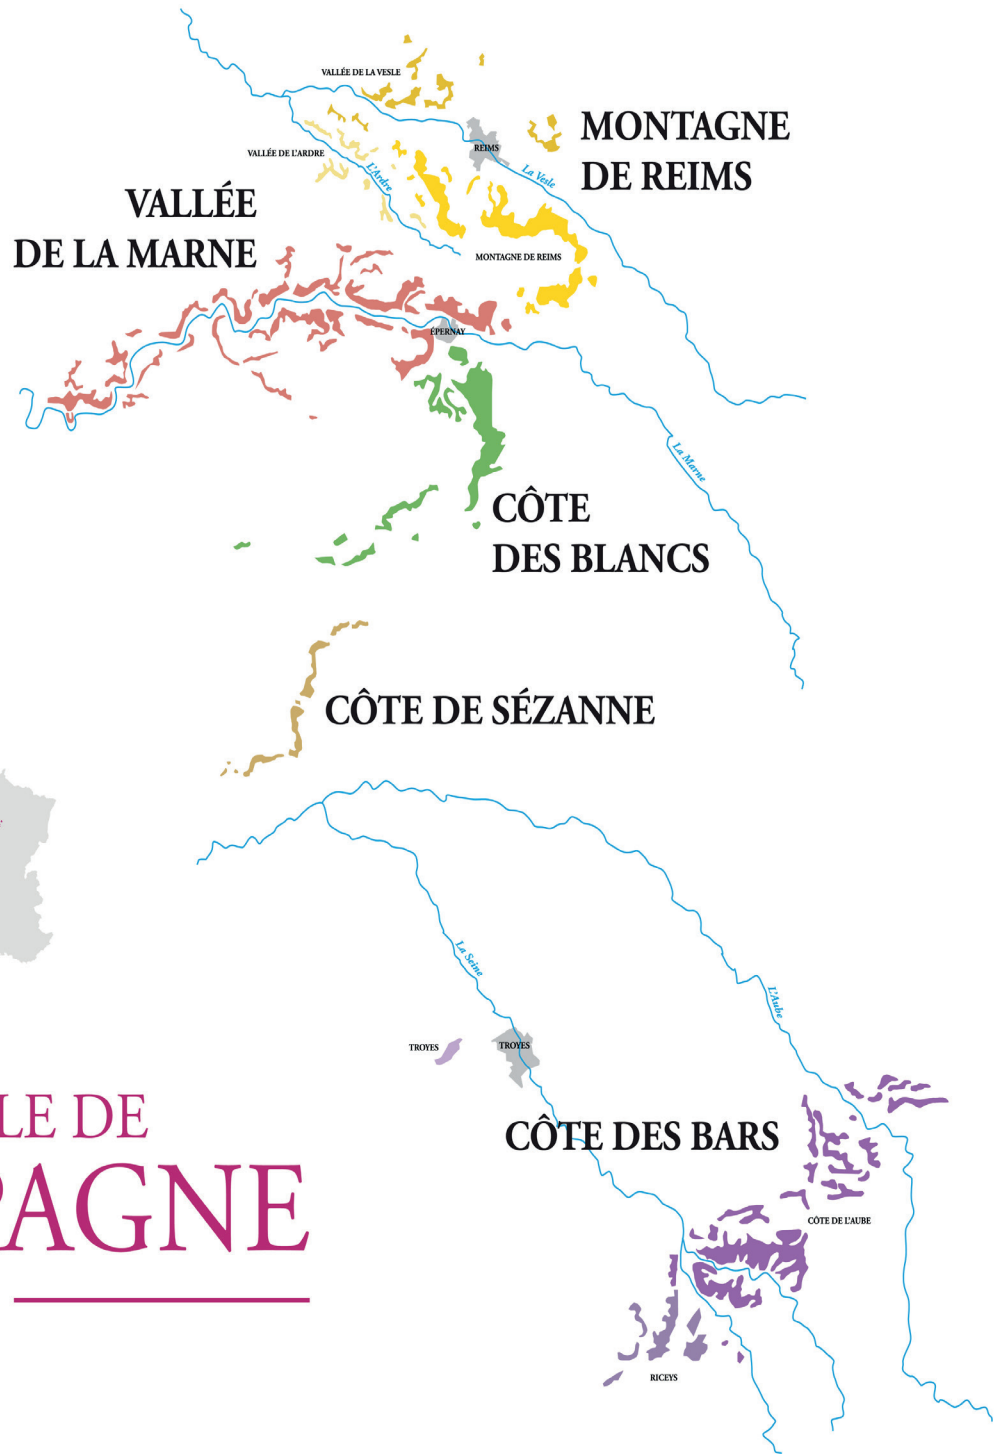 VALLÉE DE LA VESLE
MONTAGNE
DE REIMS
REIMS
VALLÉE DE L'ARDRE
L'Ardre
La Vesle
VALLÉE
DE LA MARNE
MONTAGNE DE REIMS
ÉPERNAY
La Marne
CÔTE
DES BLANCS
CÔTE DE SÉZANNE
La Seine
L'Aube
TROYES
TROYES
LE DE
PAGNE
CÔTE DES BARS
CÔTE DE L'AUBE
RICEYS